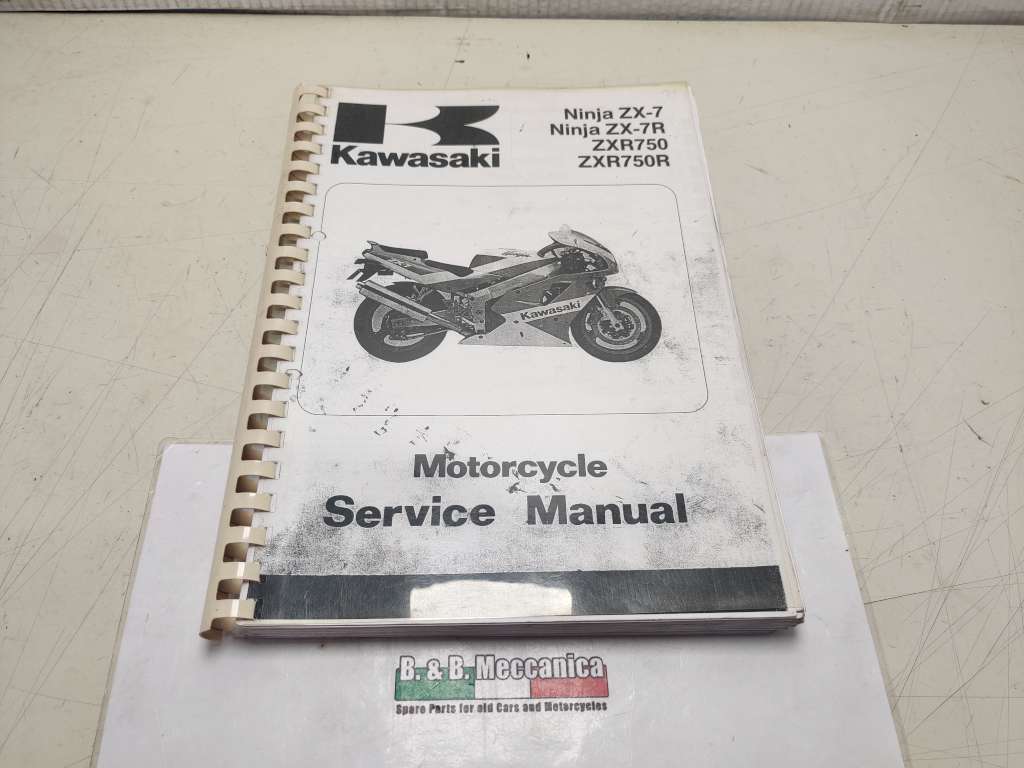 Kawasaki
Ninja ZX-7
Ninja ZX-7R
ZXR750
ZXR750R
Kawasaki
Motorcycle
Service Manual
B. & B. Meccanica
Spare Parts for old Cars and Motorcycles